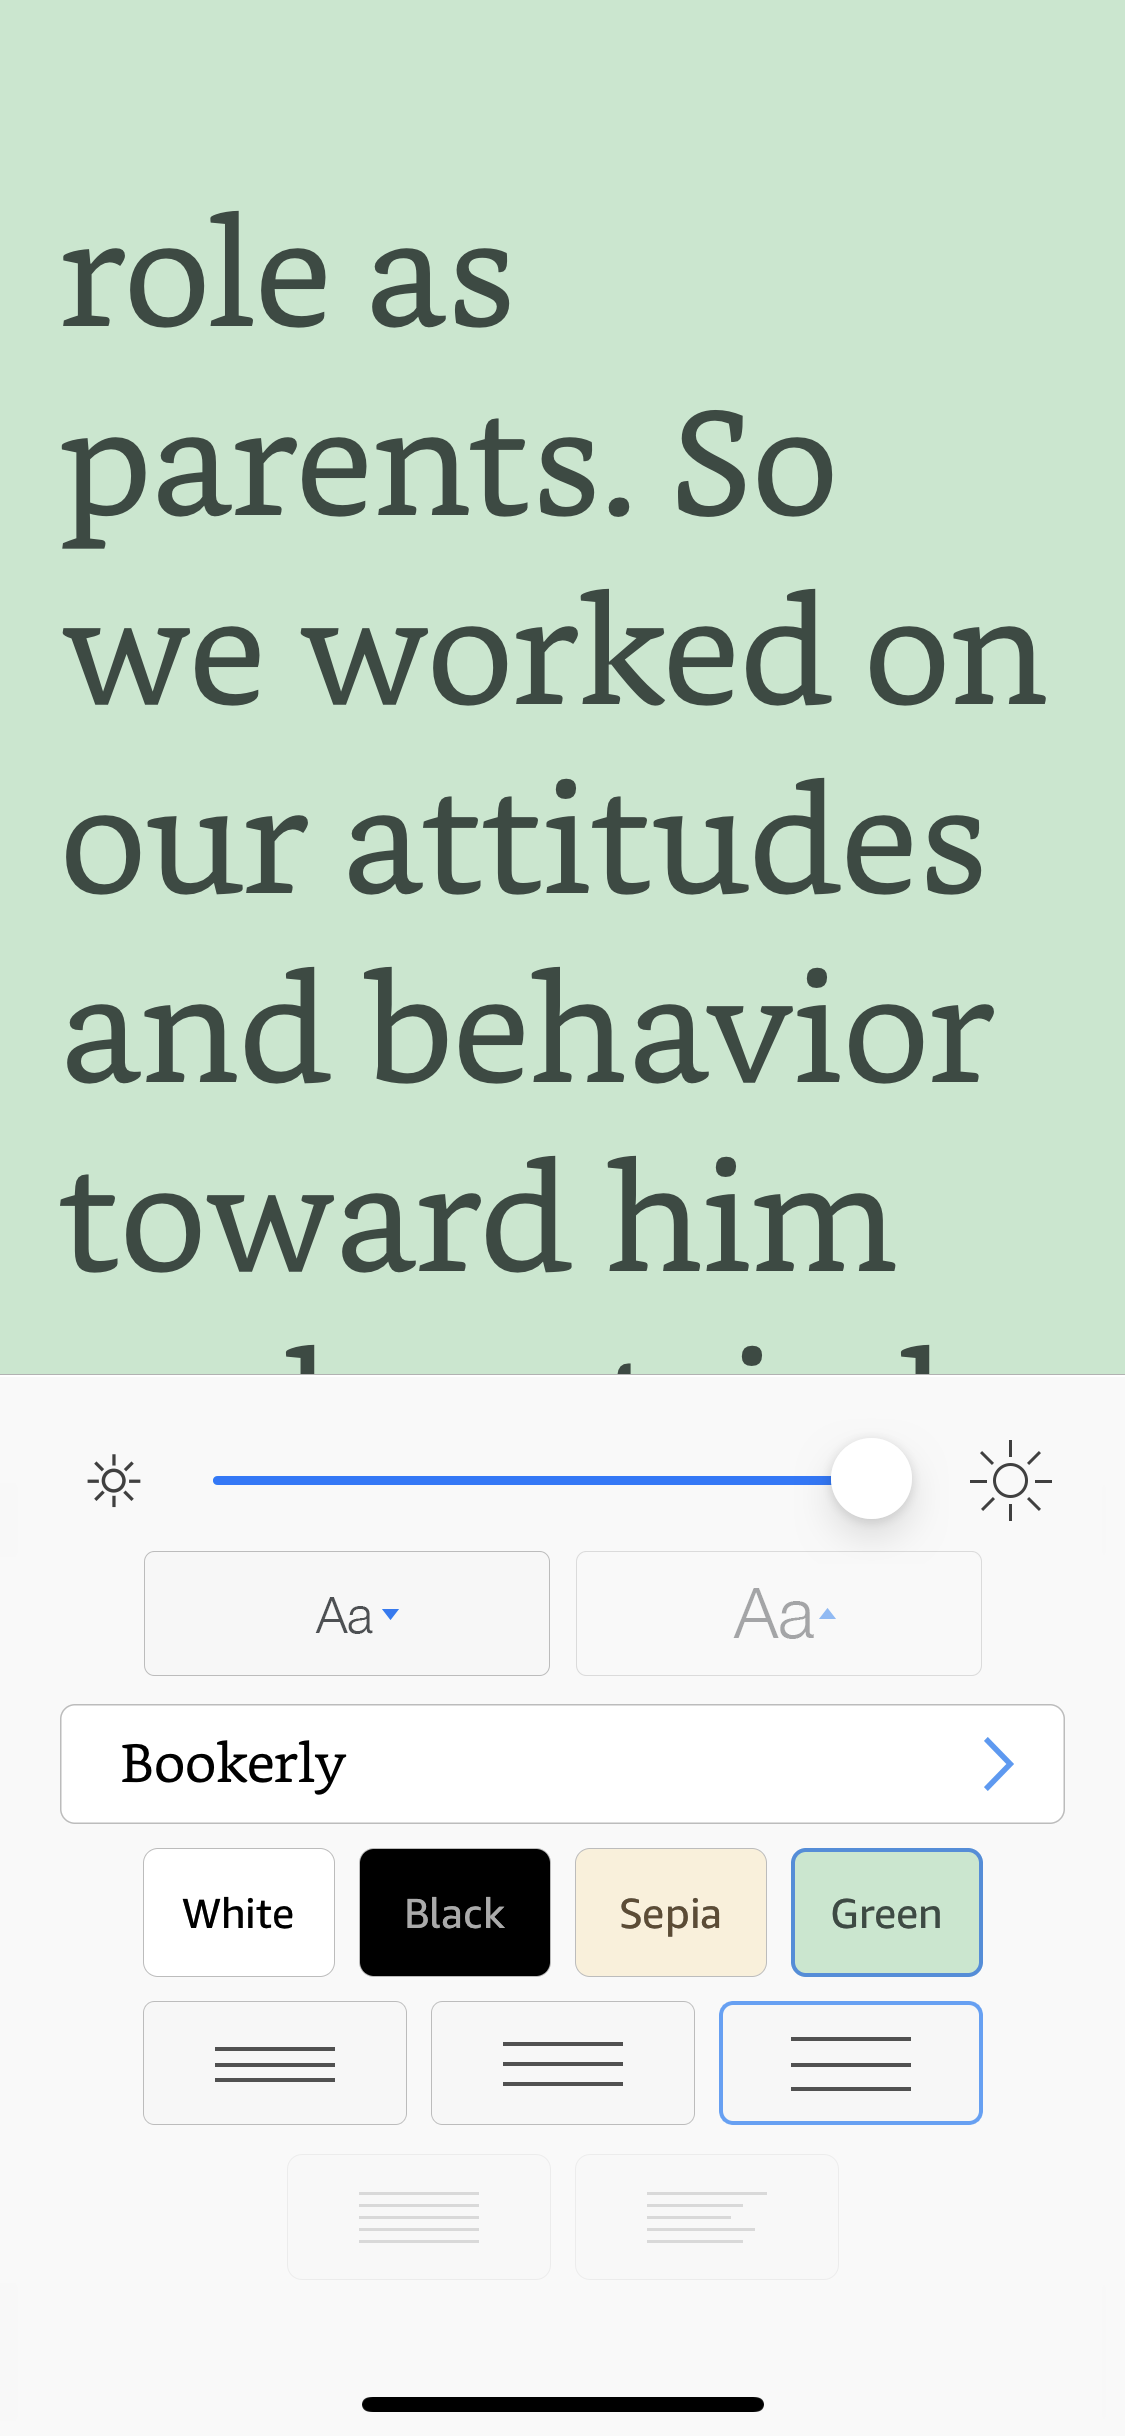 role as
parents. So
we worked on
our attitudes
and behavior
toward him
Aa Aa
Bookerly
White Black Sepia Green